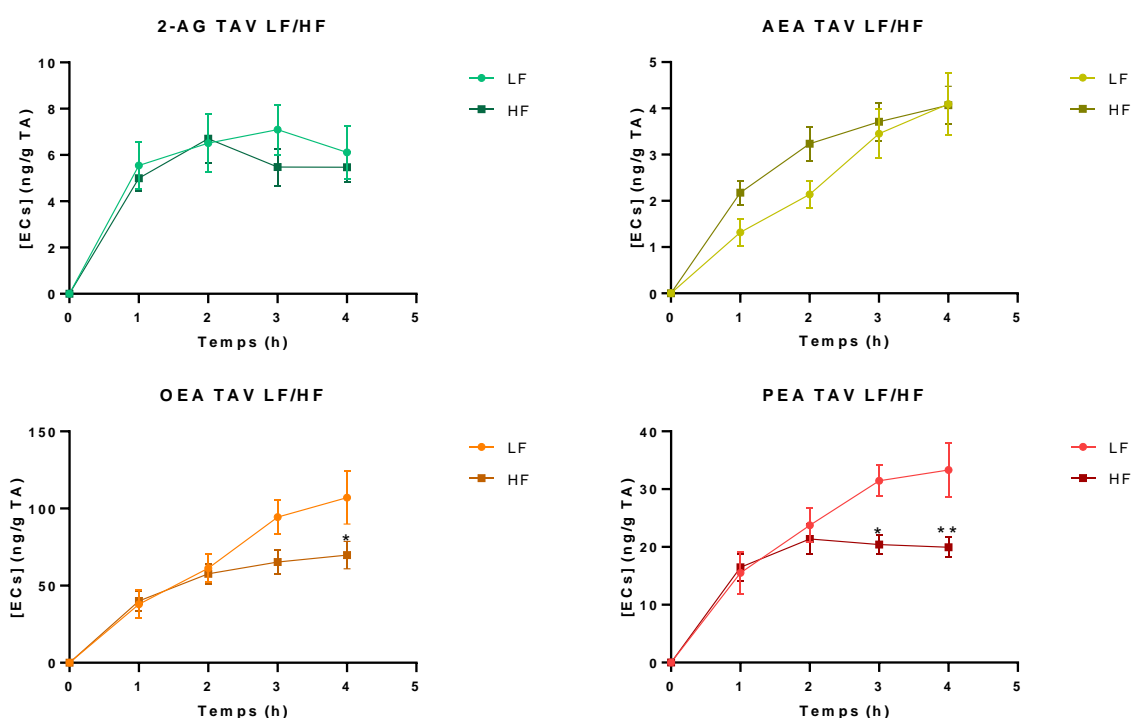 2-AG TAV LF/HF
[ECs] (ng/g TA)
10
8
6
4
2
0
0 1 2 3 4 5
Temps (h)
LF
HF
AEA TAV LF/HF
[ECs] (ng/g TA)
5
4
3
2
1
0
0 1 2 3 4 5
Temps (h)
LF
HF
OEA TAV LF/HF
[ECs] (ng/g TA)
150
100
50
0
*
0 1 2 3 4 5
Temps (h)
LF
HF
PEA TAV LF/HF
[ECs] (ng/g TA)
40
30
20
10
0
* **
0 1 2 3 4 5
Temps (h)
LF
HF